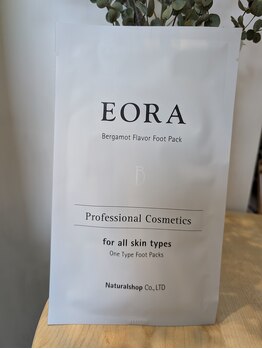 EORA
Bergamot Flavor Foot Pack
Professional Cosmetics
for all skin types
One Type Foot Packs
Naturalshop Co., LTD